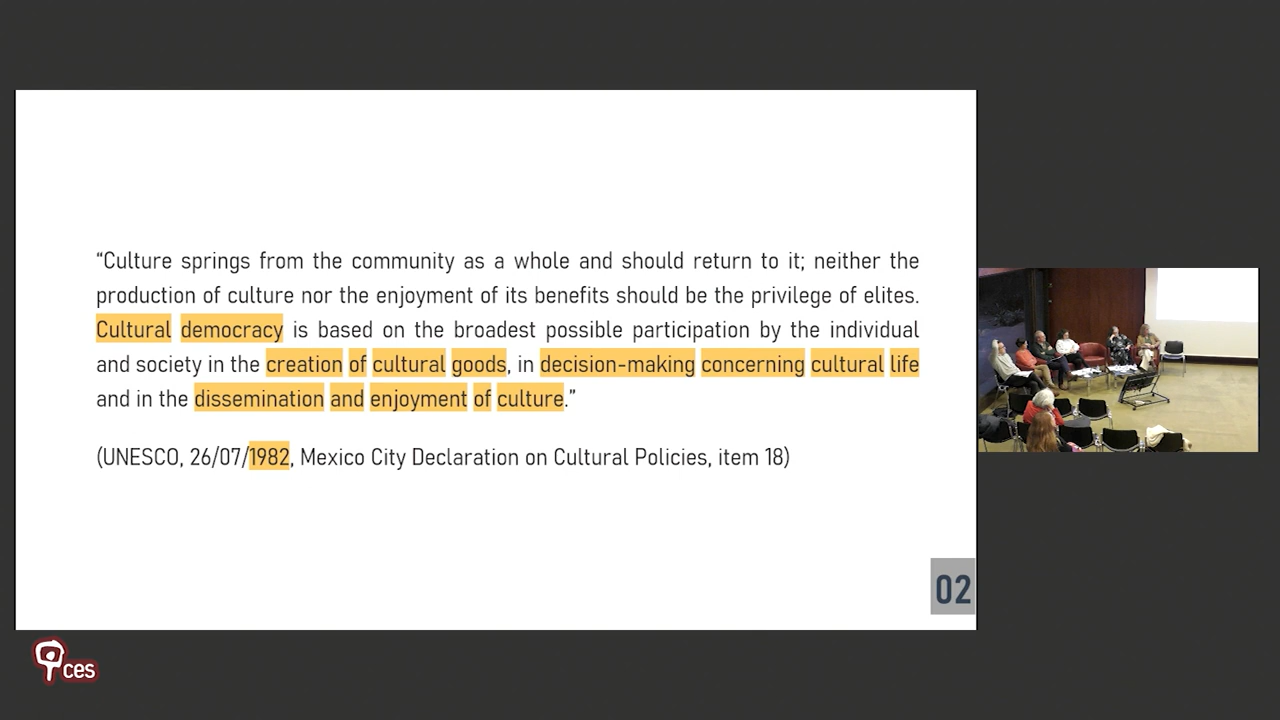 “Culture springs from the community as a whole and should return to it; neither the
production of culture nor the enjoyment of its benefits should be the privilege of elites.
Cultural democracy is based on the broadest possible participation by the individual
and society in the creation of cultural goods, in decision-making concerning cultural life
and in the dissemination and enjoyment of culture.”
(UNESCO, 26/07/1982, Mexico City Declaration on Cultural Policies, item 18)
02
ces